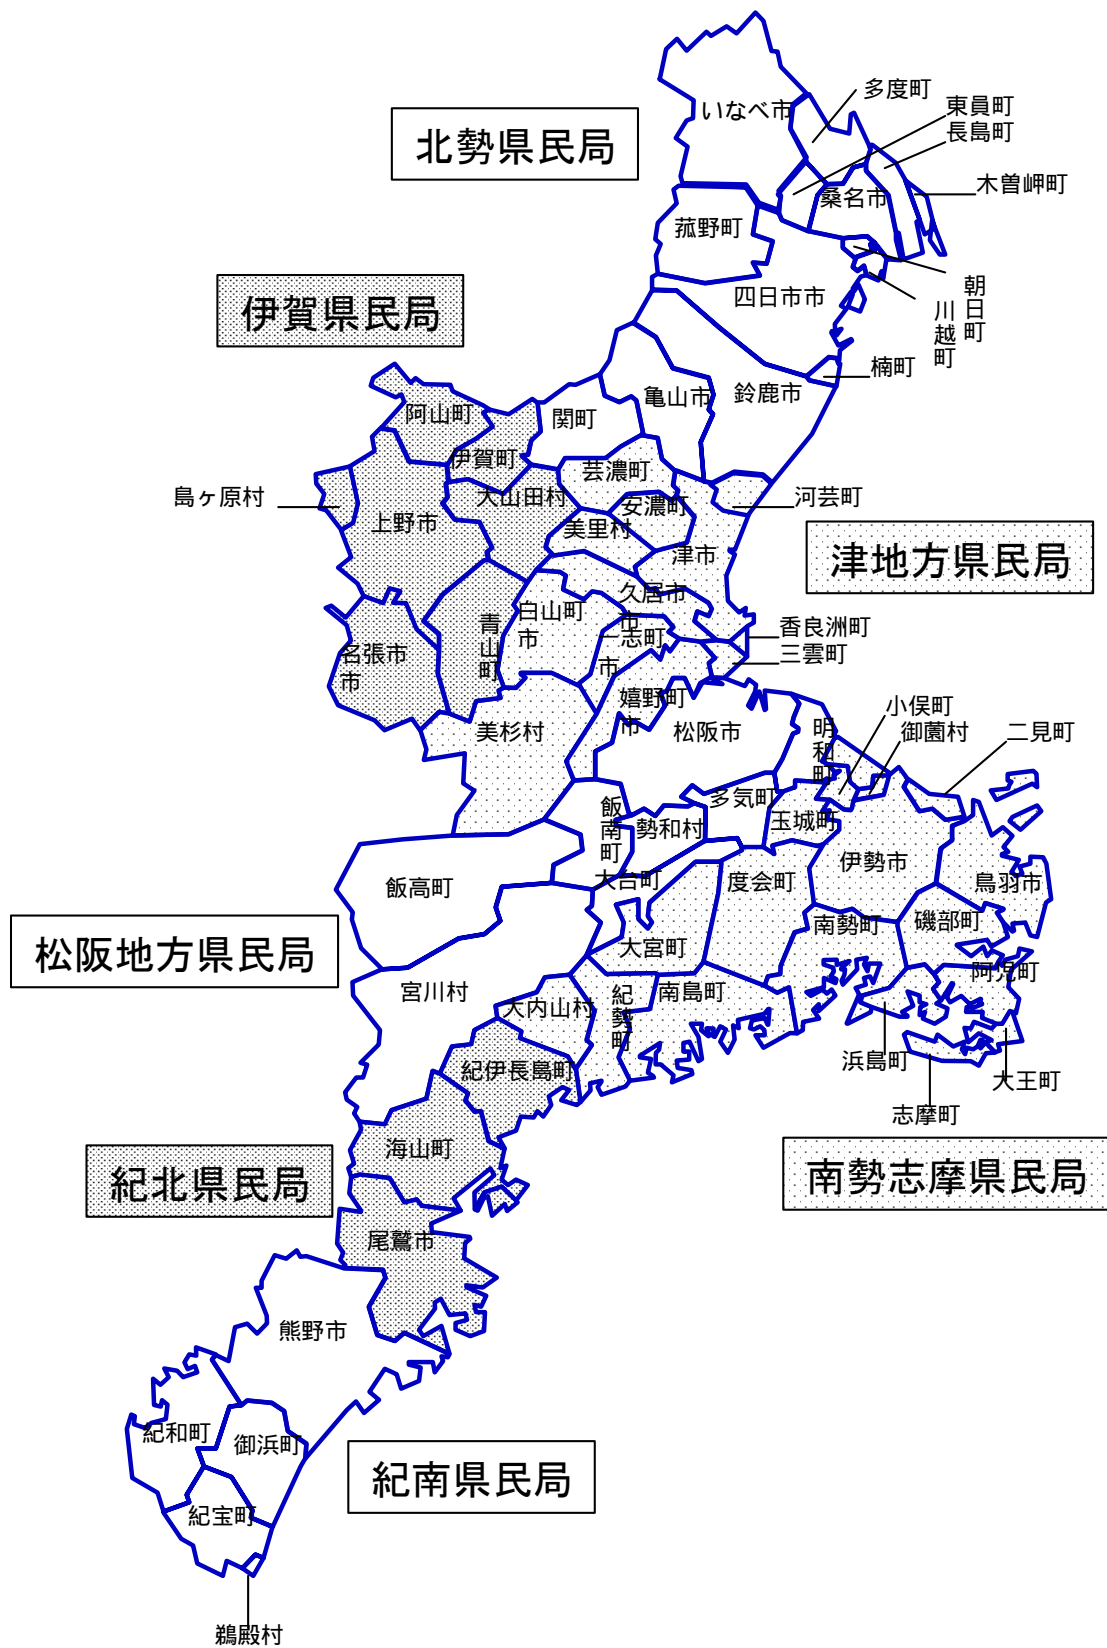 多度町
東員町
いなべ市
長島町
北勢県民局
木曽岬町
桑名市
菰野町
四日市市
朝日町
川越町
伊賀県民局
楠町
亀山市
鈴鹿市
阿山町
関町
伊賀町
芸濃町
島ヶ原村
大山田村
河芸町
安濃町
上野市
美里村
津市
津地方県民局
久居市
市
白山町
市
青山町
香良洲町
一志町
市
三雲町
名張市
市
嬉野町
市
小俣町
御薗村
二見町
美杉村
松阪市
明和町
多気町
飯南町
勢和村
玉城町
伊勢市
度会町
大台町
鳥羽市
飯高町
磯部町
南勢町
大宮町
松阪地方県民局
阿児町
宮川村
南島町
大内山村
紀勢町
浜島町
紀伊長島町
大王町
志摩町
海山町
紀北県民局
南勢志摩県民局
尾鷲市
熊野市
紀和町
御浜町
紀南県民局
紀宝町
鵜殿村